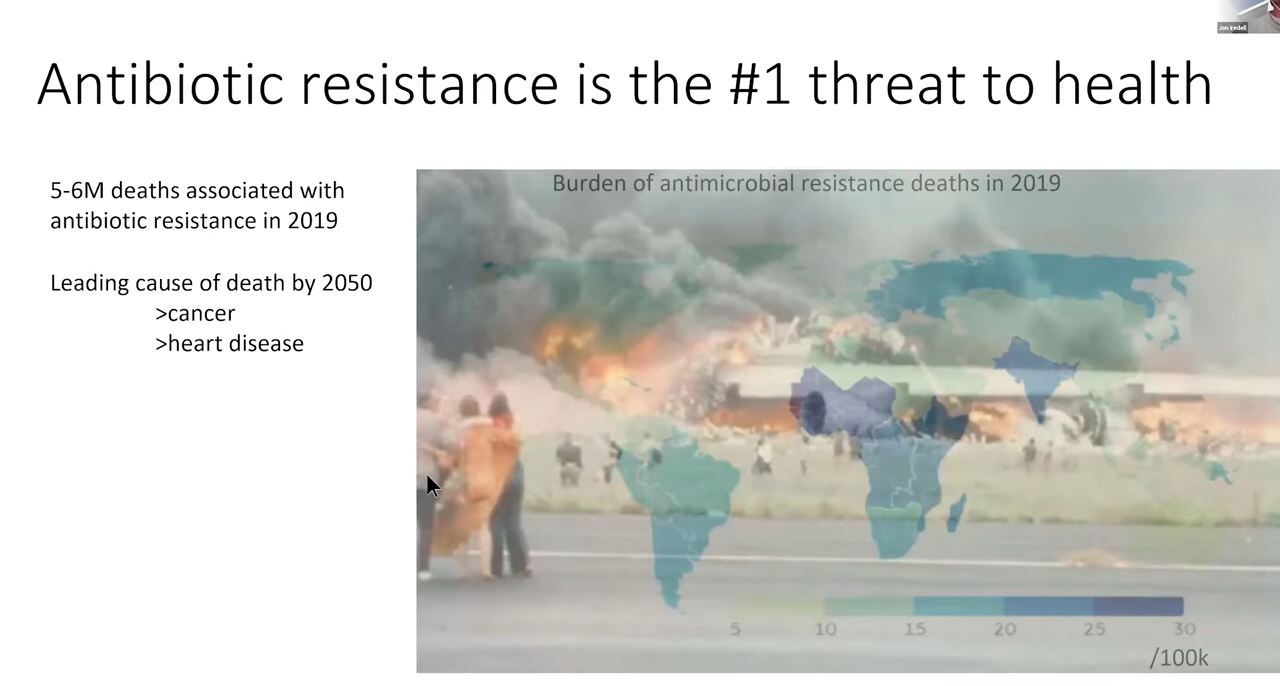 Jon Iredell
Antibiotic resistance is the #1 threat to health
5-6M deaths associated with
antibiotic resistance in 2019
Leading cause of death by 2050
>cancer
>heart disease
Burden of antimicrobial resistance deaths in 2019
5 10 15 20 25 30
/100k